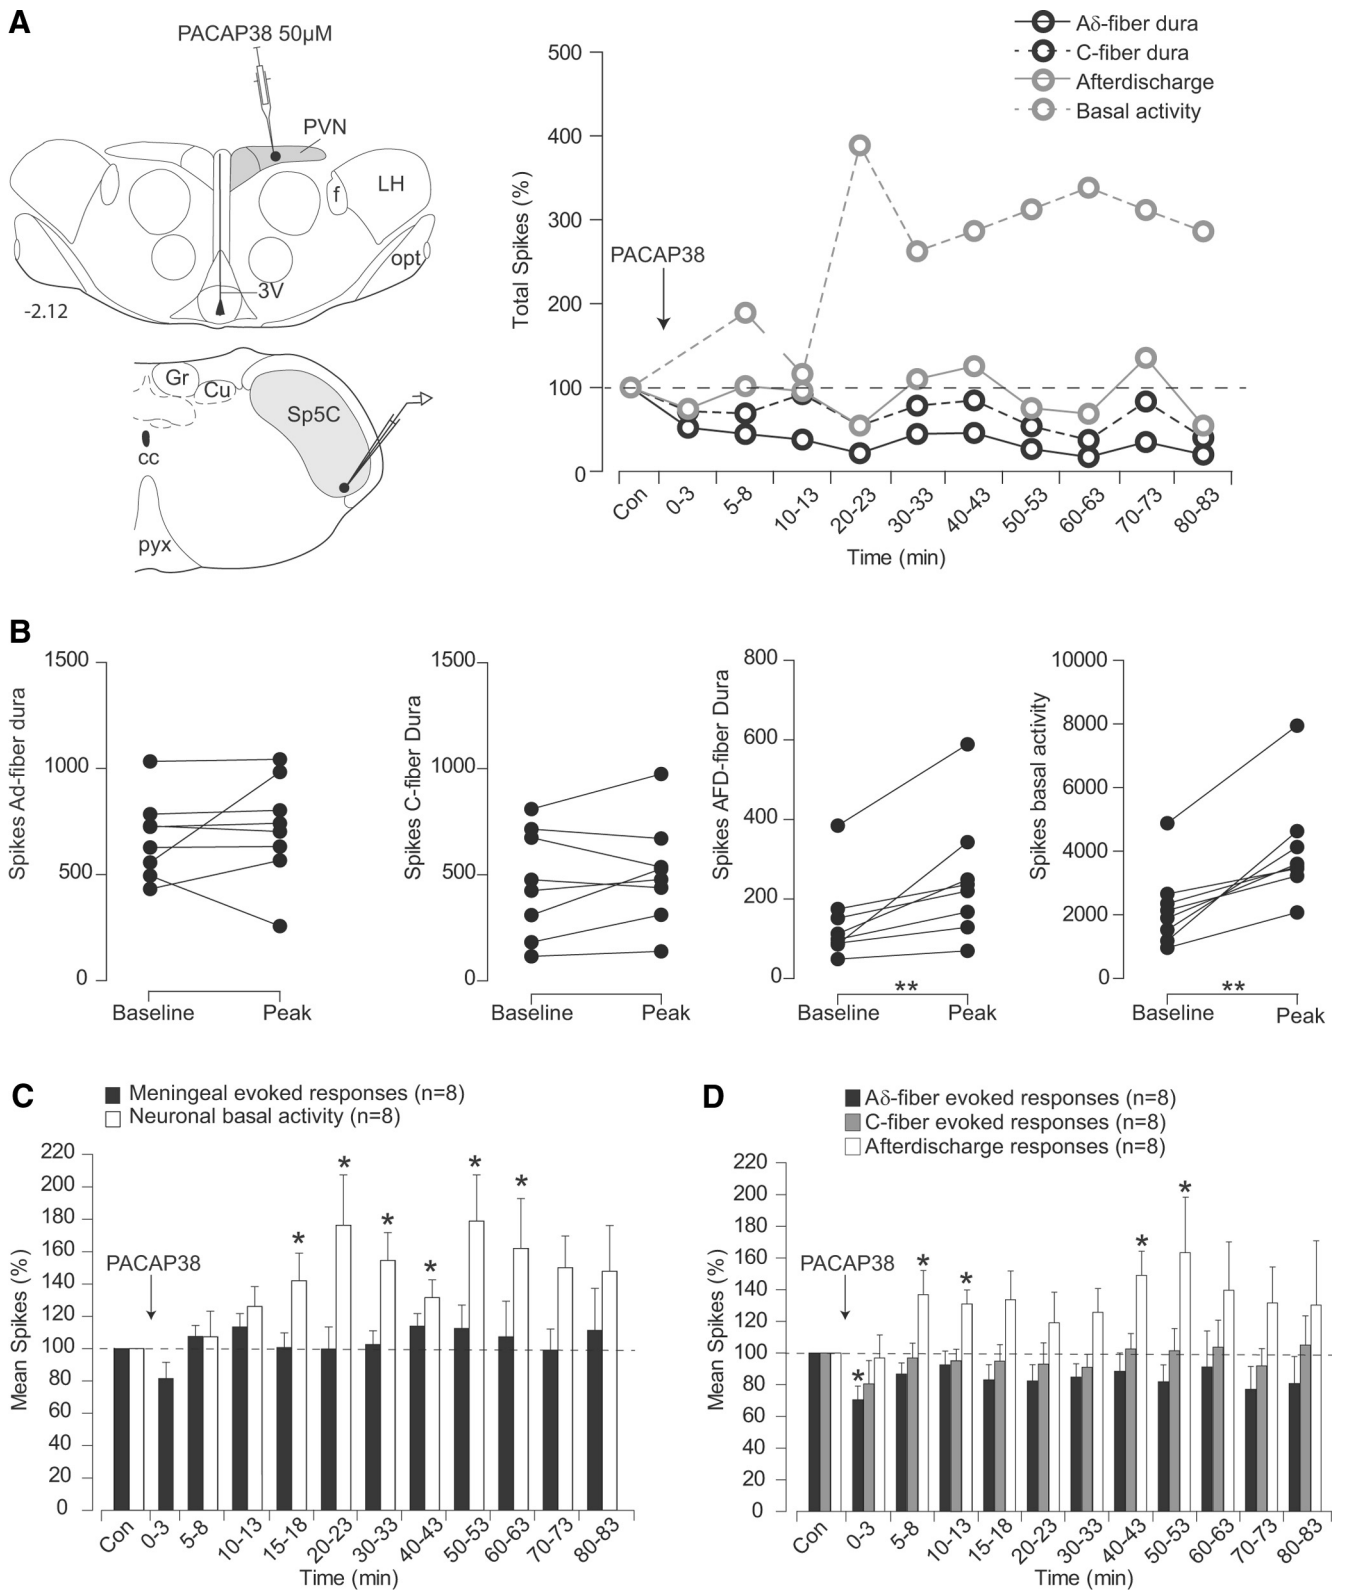 A
PACAP38 50µM
PVN
f
LH
opt
3V
-2.12
Gr
Cu
Sp5C
cc
pyx
Aδ-fiber dura
C-fiber dura
Afterdischarge
Basal activity
Total Spikes (%)
500
400
300
200
100
0
PACAP38
Con
0-3
5-8
10-13
20-23
30-33
40-43
50-53
60-63
70-73
80-83
Time (min)
B
Spikes Ad-fiber dura
1500
1000
500
0
Baseline
Peak
Spikes C-fiber Dura
1500
1000
500
0
Baseline
Peak
Spikes AFD-fiber Dura
800
600
400
200
0
**
Baseline
Peak
Spikes basal activity
10000
8000
6000
4000
2000
0
**
Baseline
Peak
C
Meningeal evoked responses (n=8)
Neuronal basal activity (n=8)
Mean Spikes (%)
220
200
180
160
140
120
100
80
60
40
20
0
PACAP38
*
*
*
*
*
*
Con
0-3
5-8
10-13
15-18
20-23
30-33
40-43
50-53
60-63
70-73
80-83
Time (min)
D
Aδ-fiber evoked responses (n=8)
C-fiber evoked responses (n=8)
Afterdischarge responses (n=8)
Mean Spikes (%)
220
200
180
160
140
120
100
80
60
40
20
0
PACAP38
*
*
*
*
*
Con
0-3
5-8
10-13
15-18
20-23
30-33
40-43
50-53
60-63
70-73
80-83
Time (min)